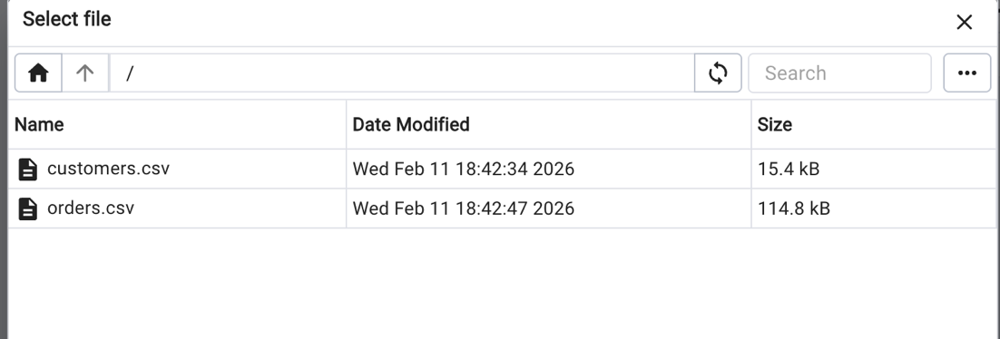 Select file
/
Search
Name Date Modified Size
customers.csv Wed Feb 11 18:42:34 2026 15.4 kB
orders.csv Wed Feb 11 18:42:47 2026 114.8 kB